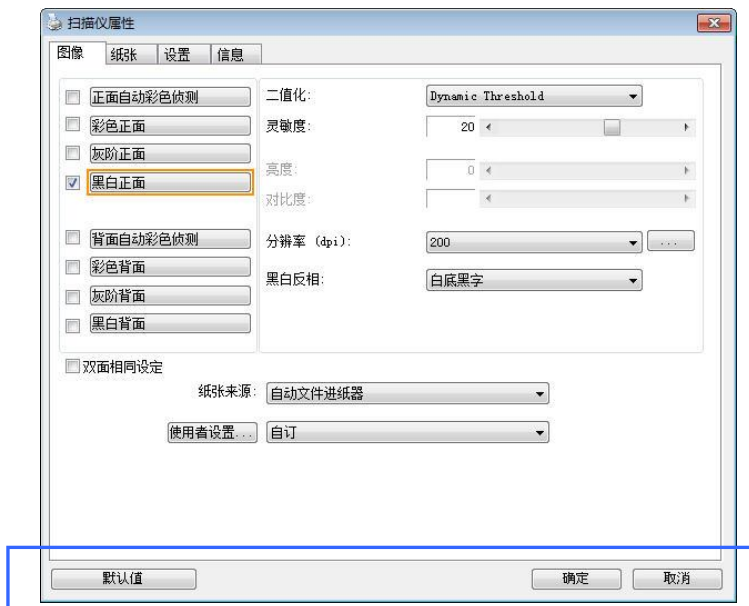 扫描仪属性
图像 纸张 设置 信息
正面自动彩色侦测
彩色正面
灰阶正面
黑白正面
背面自动彩色侦测
彩色背面
灰阶背面
黑白背面
二值化: Dynamic Threshold
灵敏度: 20
亮度: 0
对比度:
分辨率 (dpi): 200 ...
黑白反相: 白底黑字
双面相同设定
纸张来源: 自动文件进纸器
使用者设置... 自订
默认值 确定 取消